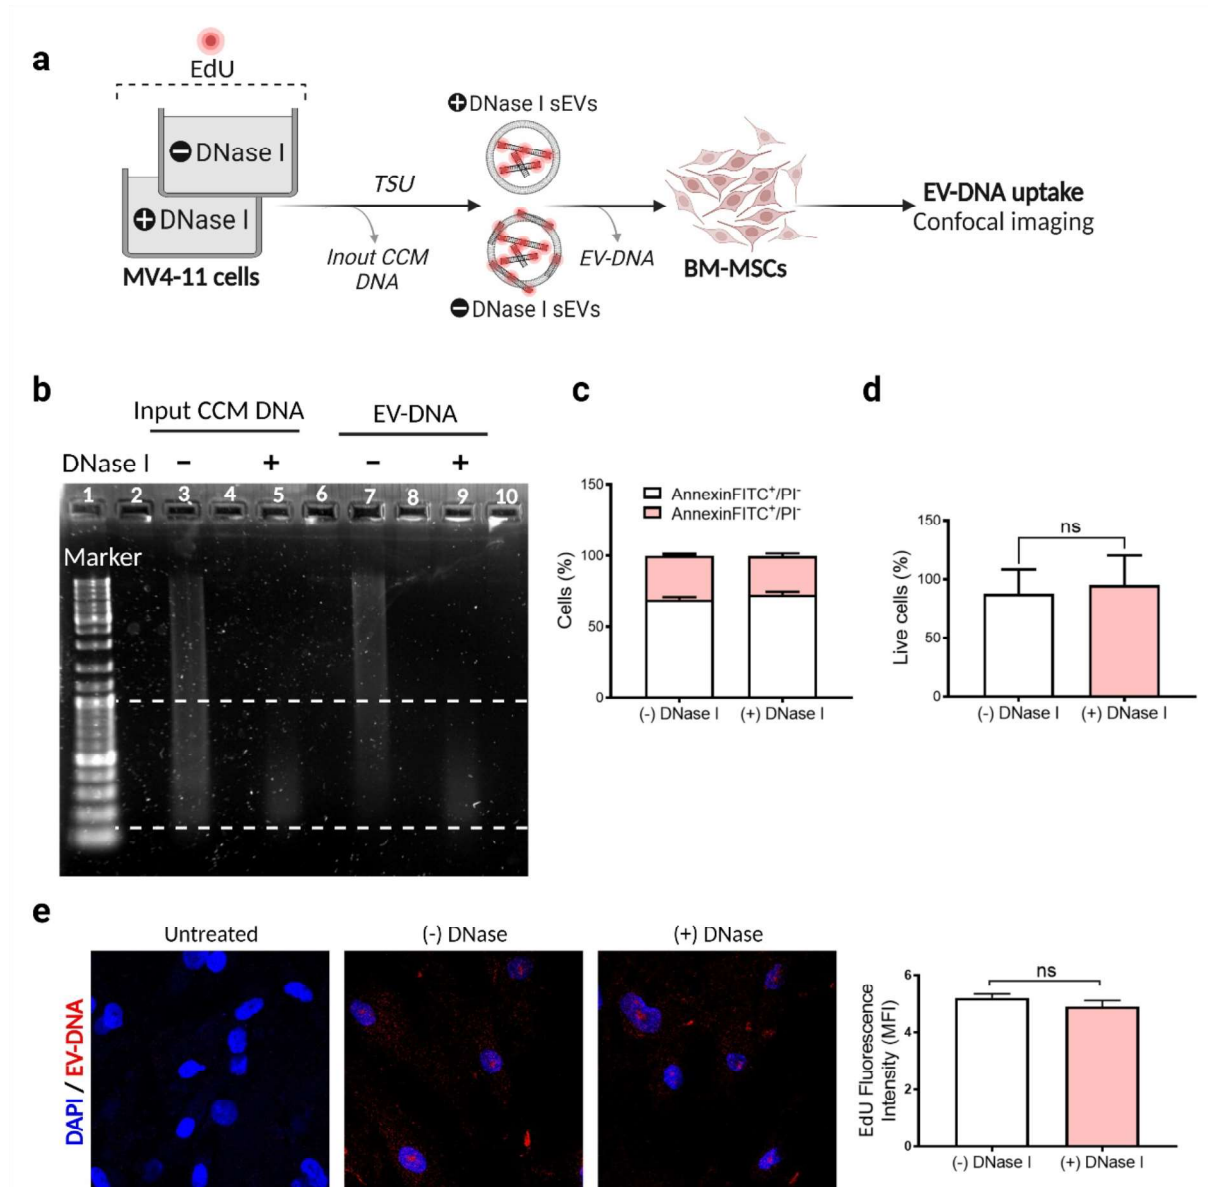 a
EdU
− DNase I
+ DNase I
MV4-11 cells
TSU
Inout CCM
DNA
+ DNase I sEVs
− DNase I sEVs
EV-DNA
BM-MSCs
EV-DNA uptake
Confocal imaging
b
Input CCM DNA
EV-DNA
DNase I − + − +
1 2 3 4 5 6 7 8 9 10
Marker
c
AnnexinFITC⁺/PI⁻
AnnexinFITC⁺/PI⁻
Cells (%)
150
100
50
0
(-) DNase I
(+) DNase I
d
ns
Live cells (%)
150
100
50
0
(-) DNase I
(+) DNase I
e
Untreated
(-) DNase
(+) DNase
DAPI / EV-DNA
ns
EdU Fluorescence
Intensity (MFI)
6
4
2
0
(-) DNase I
(+) DNase I